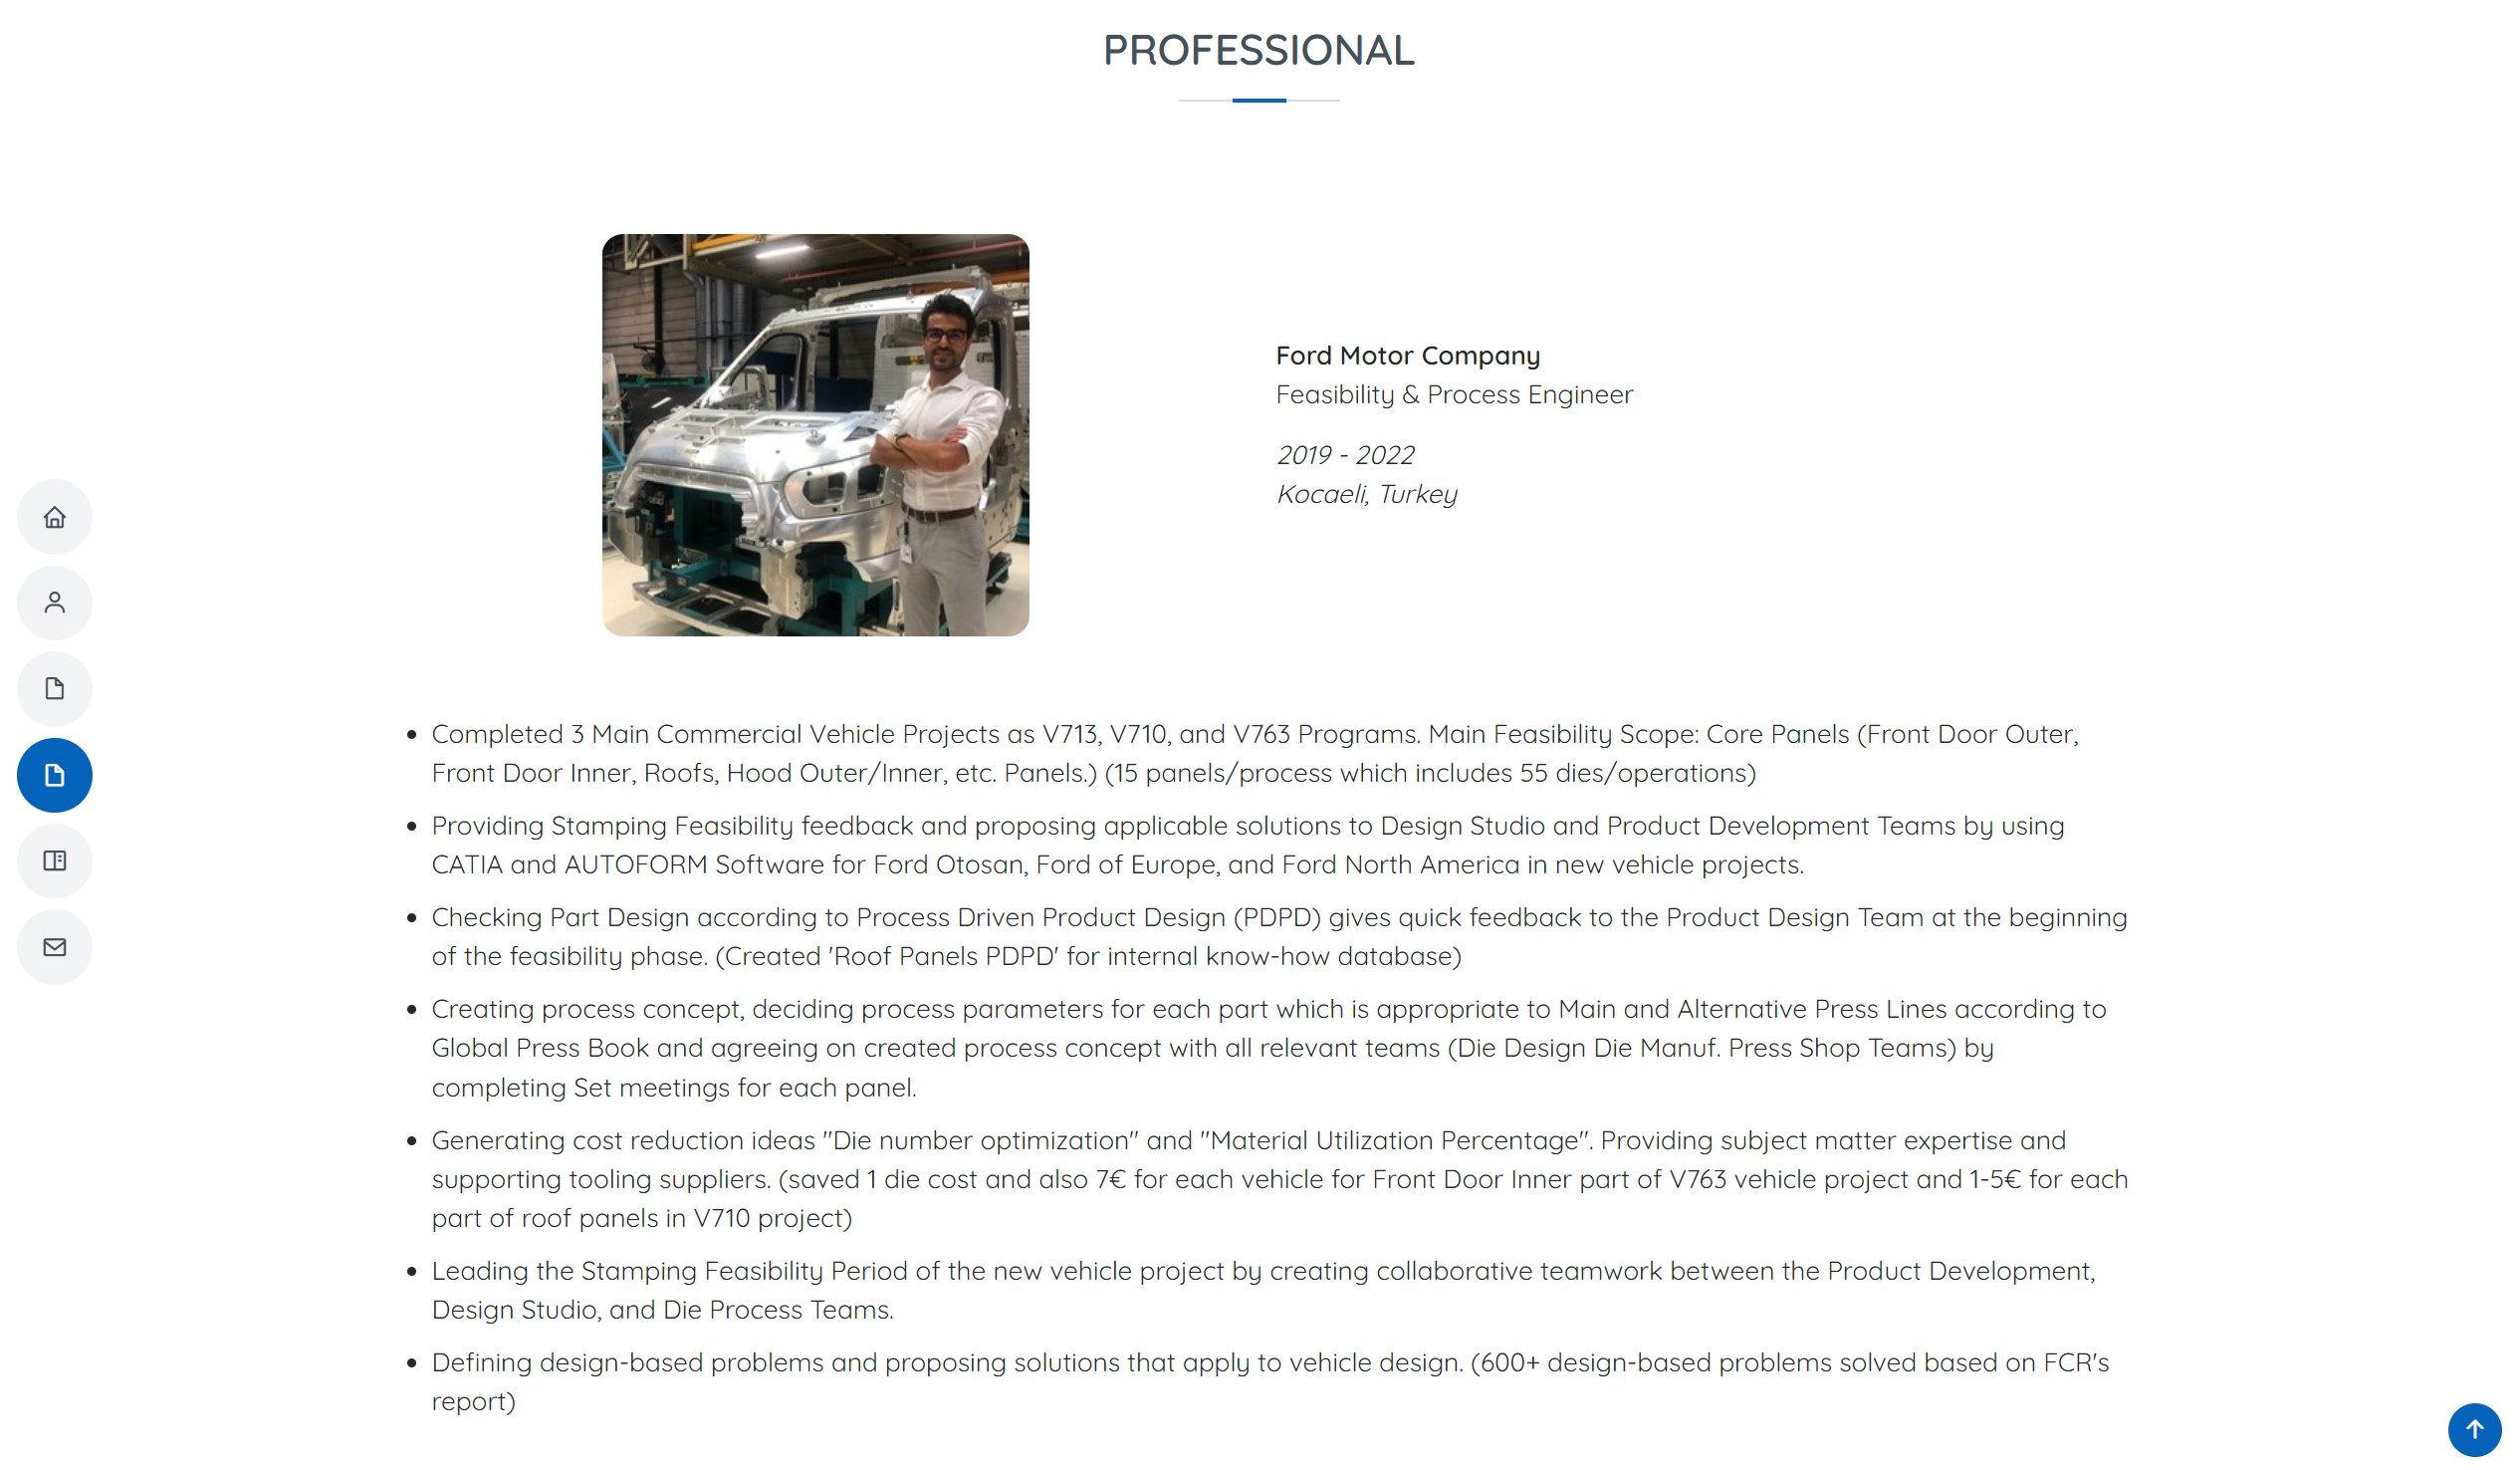 PROFESSIONAL
Ford Motor Company
Feasibility & Process Engineer
2019 - 2022
Kocaeli, Turkey
• Completed 3 Main Commercial Vehicle Projects as V713, V710, and V763 Programs. Main Feasibility Scope: Core Panels (Front Door Outer,
Front Door Inner, Roofs, Hood Outer/Inner, etc. Panels.) (15 panels/process which includes 55 dies/operations)
• Providing Stamping Feasibility feedback and proposing applicable solutions to Design Studio and Product Development Teams by using
CATIA and AUTOFORM Software for Ford Otosan, Ford of Europe, and Ford North America in new vehicle projects.
• Checking Part Design according to Process Driven Product Design (PDPD) gives quick feedback to the Product Design Team at the beginning
of the feasibility phase. (Created 'Roof Panels PDPD' for internal know-how database)
• Creating process concept, deciding process parameters for each part which is appropriate to Main and Alternative Press Lines according to
Global Press Book and agreeing on created process concept with all relevant teams (Die Design Die Manuf. Press Shop Teams) by
completing Set meetings for each panel.
• Generating cost reduction ideas "Die number optimization" and "Material Utilization Percentage". Providing subject matter expertise and
supporting tooling suppliers. (saved 1 die cost and also 7€ for each vehicle for Front Door Inner part of V763 vehicle project and 1-5€ for each
part of roof panels in V710 project)
• Leading the Stamping Feasibility Period of the new vehicle project by creating collaborative teamwork between the Product Development,
Design Studio, and Die Process Teams.
• Defining design-based problems and proposing solutions that apply to vehicle design. (600+ design-based problems solved based on FCR's
report)